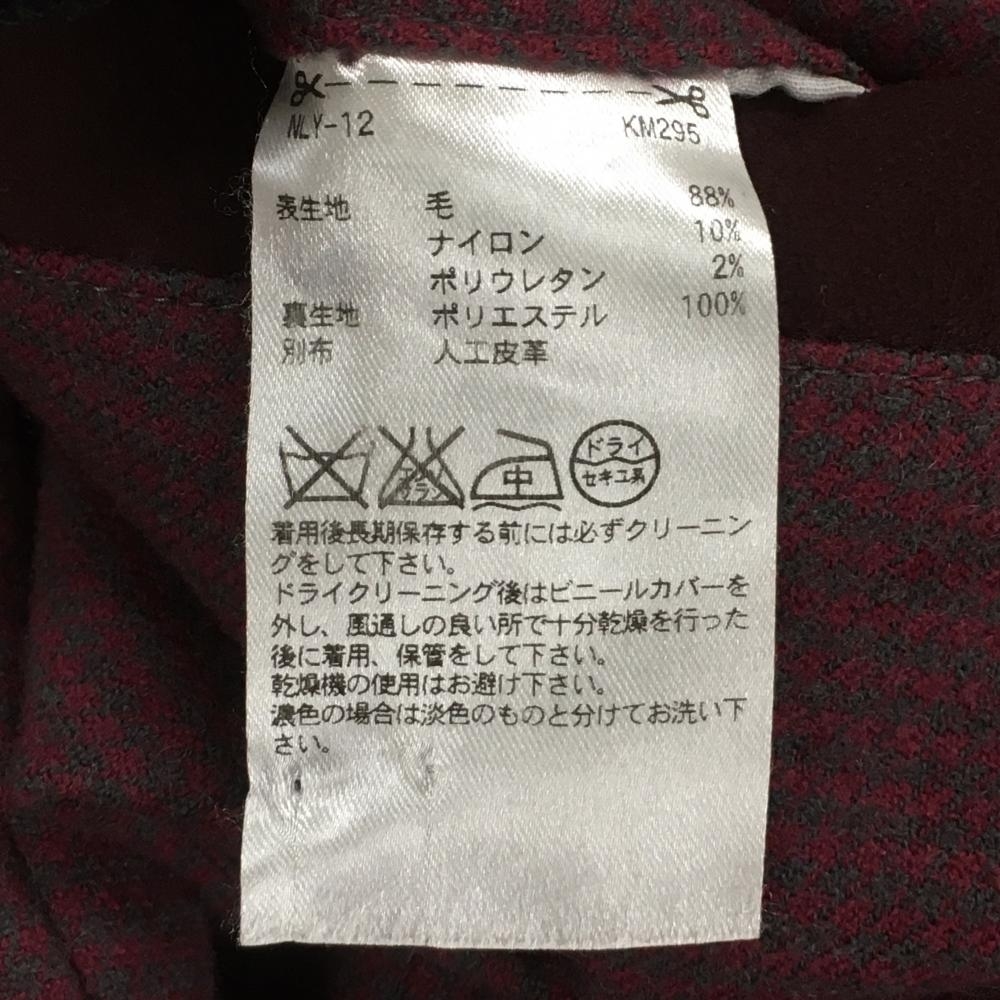 NLY-12 KM295
表生地 毛 88%
ナイロン 10%
ポリウレタン 2%
裏生地 ポリエステル 100%
別布 人工皮革
エンソサラシ 中 ドライ
セキユ系
着用後長期保存する前には必ずクリーニン
グをして下さい。
ドライクリーニング後はビニールカバーを
外し、風通しの良い所で十分乾燥を行った
後に着用、保管をして下さい。
乾燥機の使用はお避け下さい。
濃色の場合は淡色のものと分けてお洗い下
さい。